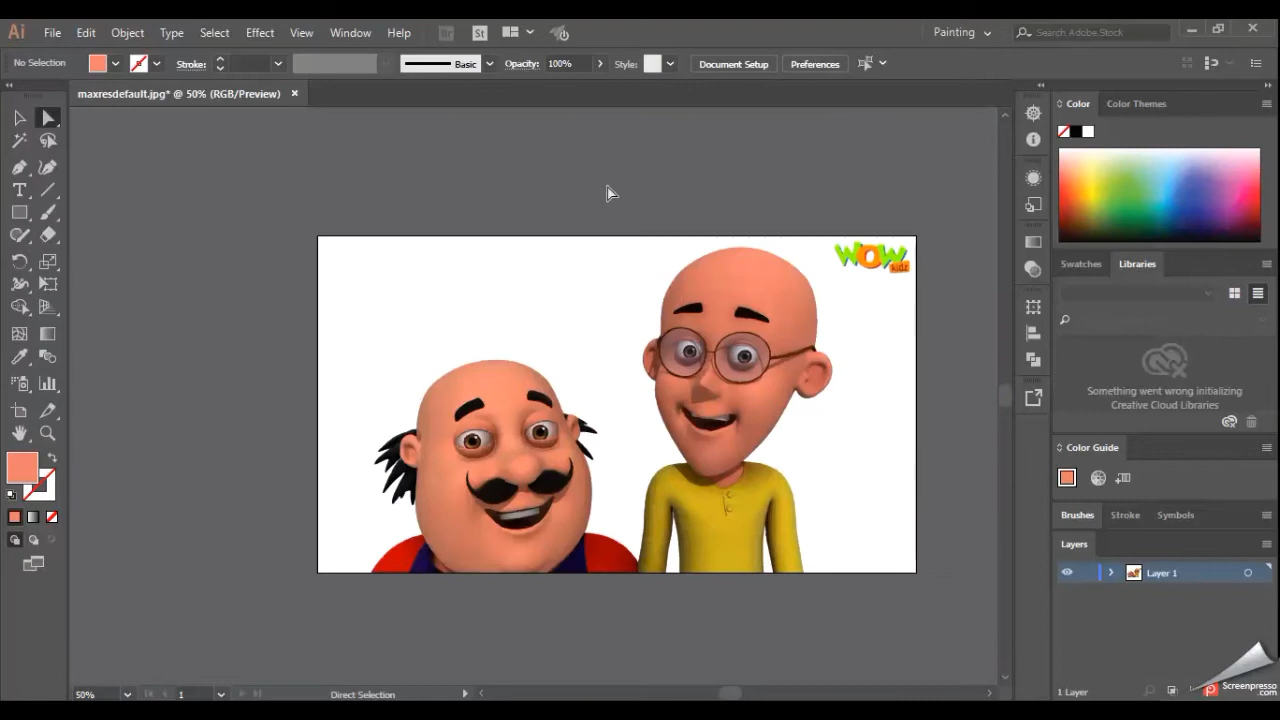 Ai File Edit Object Type Select Effect View Window Help Br St Painting Search Adobe Stock
No Selection Stroke: Basic Opacity: 100% Style: Document Setup Preferences
maxresdefault.jpg* @ 50% (RGB/Preview)
Color Color Themes
WOW
kidz
Swatches Libraries
Something went wrong initializing
Creative Cloud Libraries
Color Guide
Brushes Stroke Symbols
Layers
Layer 1
50% 1 Direct Selection
1 Layer
Screenpresso
.com